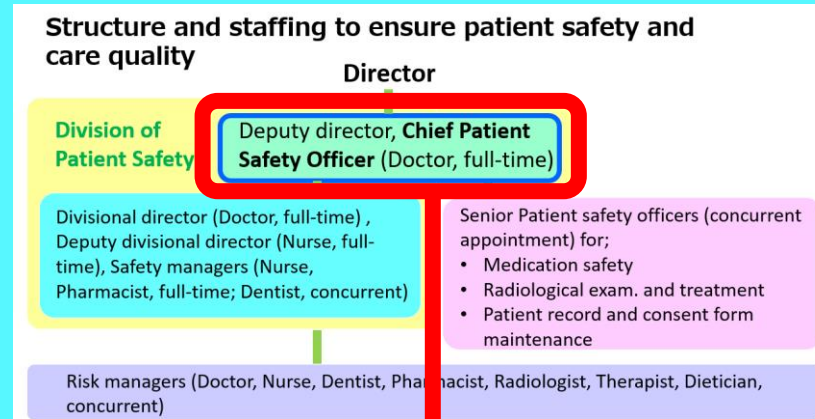 Structure and staffing to ensure patient safety and
care quality
Director
Division of
Patient Safety
Deputy director, Chief Patient
Safety Officer (Doctor, full-time)
Divisional director (Doctor, full-time) ,
Deputy divisional director (Nurse, full-
time), Safety managers (Nurse,
Pharmacist, full-time; Dentist, concurrent)
Senior Patient safety officers (concurrent
appointment) for;
• Medication safety
• Radiological exam. and treatment
• Patient record and consent form
maintenance
Risk managers (Doctor, Nurse, Dentist, Pharmacist, Radiologist, Therapist, Dietician,
concurrent)